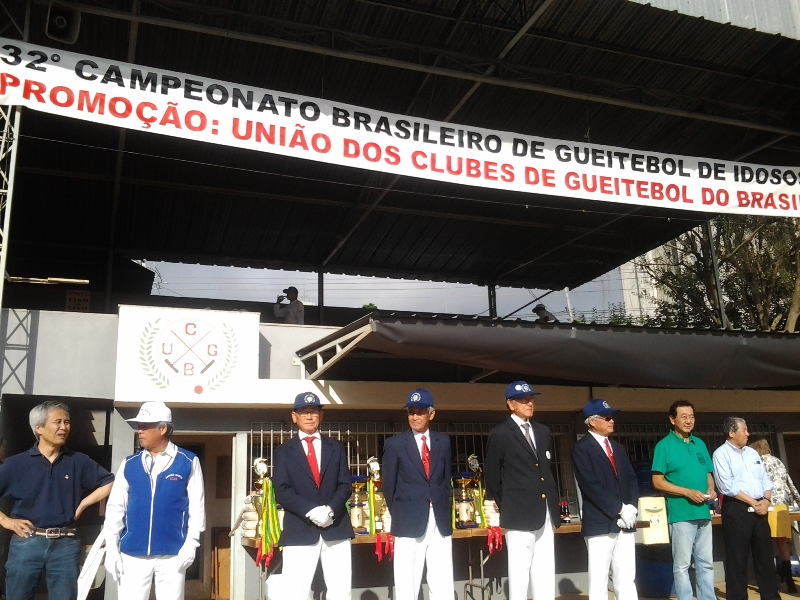 32º CAMPEONATO BRASILEIRO DE GUEITEBOL DE IDOSOS
PROMOÇÃO: UNIÃO DOS CLUBES DE GUEITEBOL DO BRASIL
C
U G
B